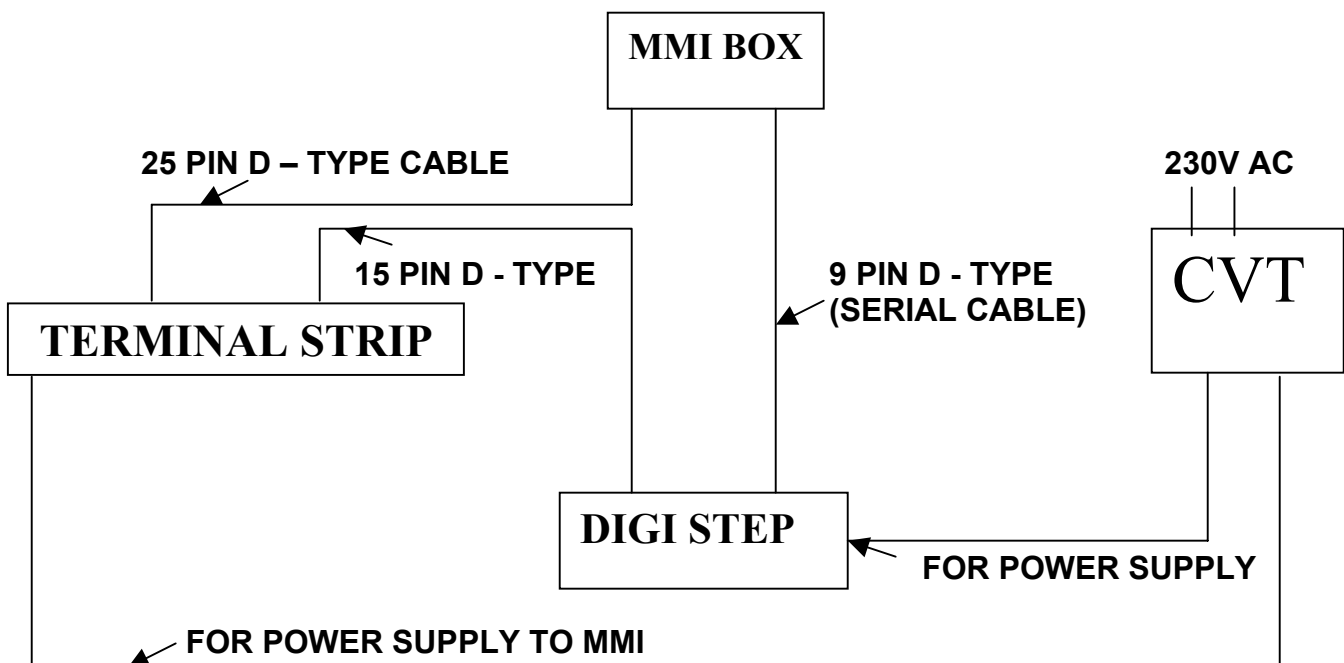 MMI BOX
25 PIN D – TYPE CABLE
230V AC
15 PIN D - TYPE
9 PIN D - TYPE
(SERIAL CABLE)
CVT
TERMINAL STRIP
DIGI STEP
FOR POWER SUPPLY
FOR POWER SUPPLY TO MMI